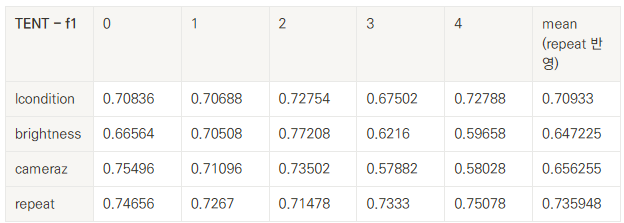 TENT – f1 0 1 2 3 4 mean
(repeat 반
영)
lcondition 0.70836 0.70688 0.72754 0.67502 0.72788 0.70933
brightness 0.66564 0.70508 0.77208 0.6216 0.59658 0.647225
cameraz 0.75496 0.71096 0.73502 0.57882 0.58028 0.656255
repeat 0.74656 0.7267 0.71478 0.7333 0.75078 0.735948